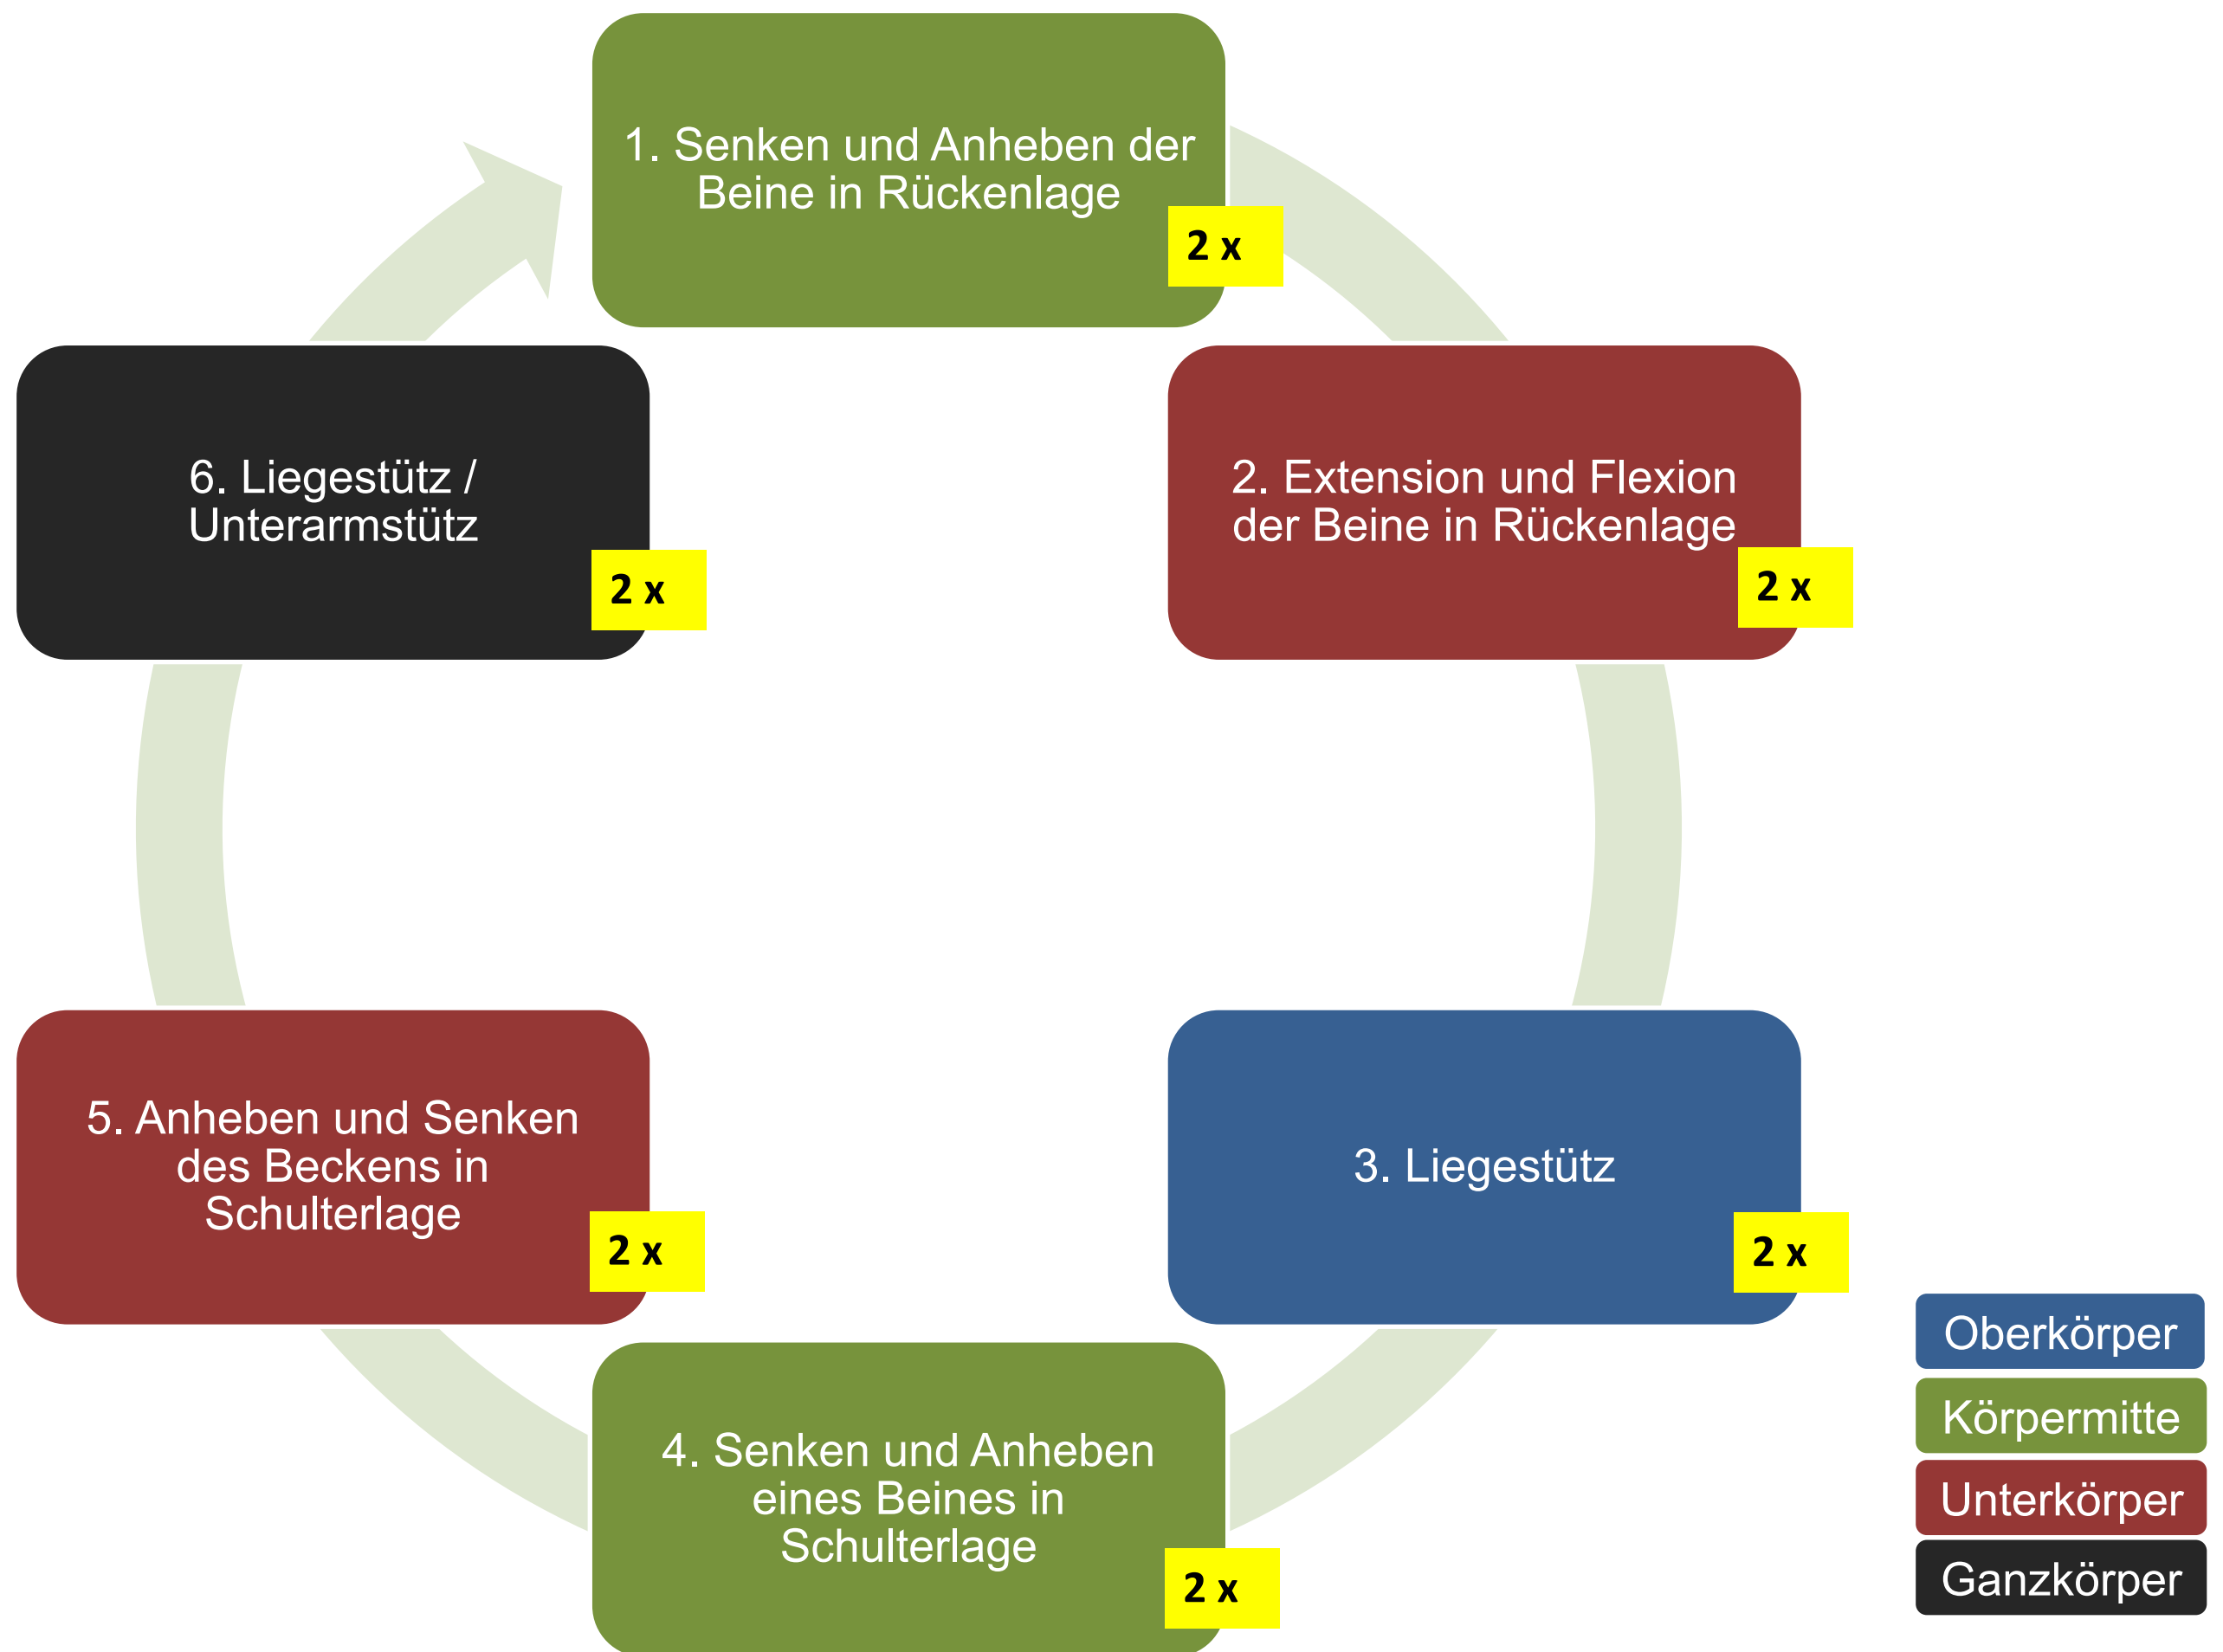 1. Senken und Anheben der
Beine in Rückenlage
2 x
2. Extension und Flexion
der Beine in Rückenlage
2 x
3. Liegestütz
2 x
4. Senken und Anheben
eines Beines in
Schulterlage
2 x
5. Anheben und Senken
des Beckens in
Schulterlage
2 x
6. Liegestütz /
Unteramstütz
2 x
Oberkörper
Körpermitte
Unterkörper
Ganzkörper